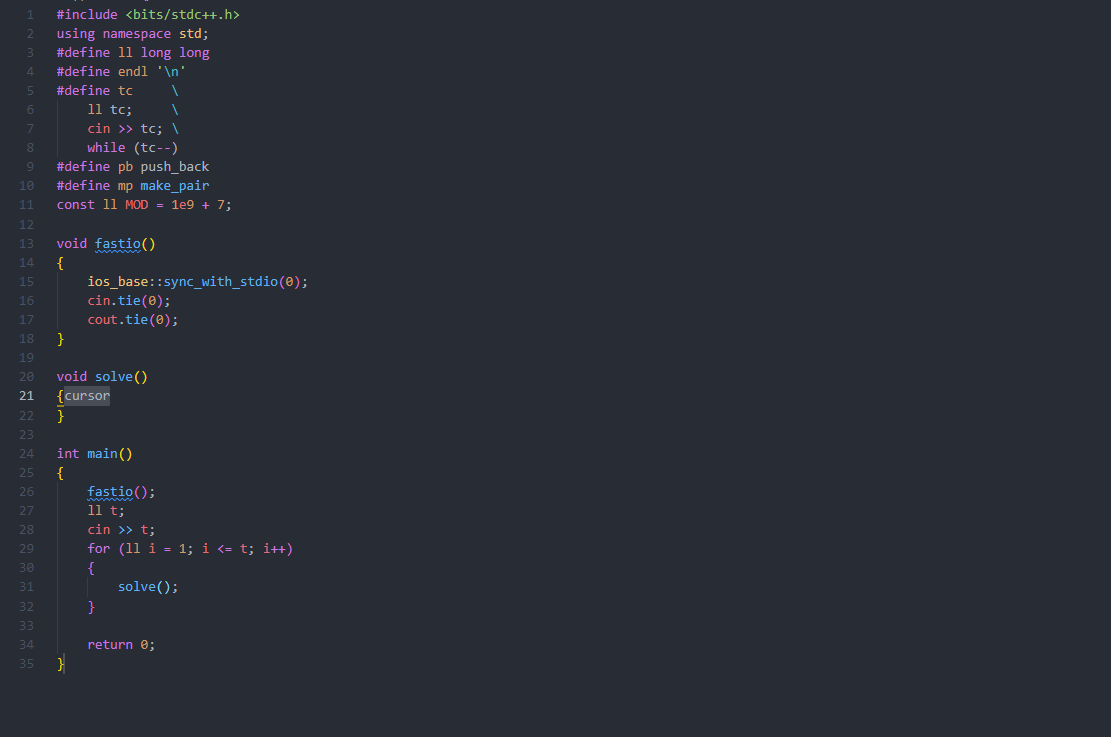 1 #include <bits/stdc++.h>
2 using namespace std;
3 #define ll long long
4 #define endl '\n'
5 #define tc     \
6     ll tc;     \
7     cin >> tc; \
8     while (tc--)
9 #define pb push_back
10 #define mp make_pair
11 const ll MOD = 1e9 + 7;
12
13 void fastio()
14 {
15     ios_base::sync_with_stdio(0);
16     cin.tie(0);
17     cout.tie(0);
18 }
19
20 void solve()
21 {cursor
22 }
23
24 int main()
25 {
26     fastio();
27     ll t;
28     cin >> t;
29     for (ll i = 1; i <= t; i++)
30     {
31         solve();
32     }
33
34     return 0;
35 }